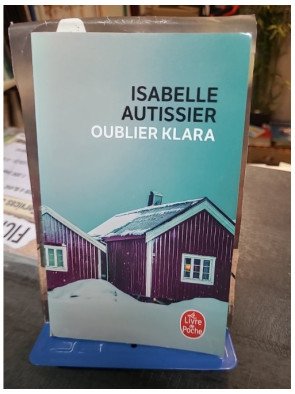 ISABELLE
AUTISSIER
OUBLIER KLARA
Le
Livre
de
Poche